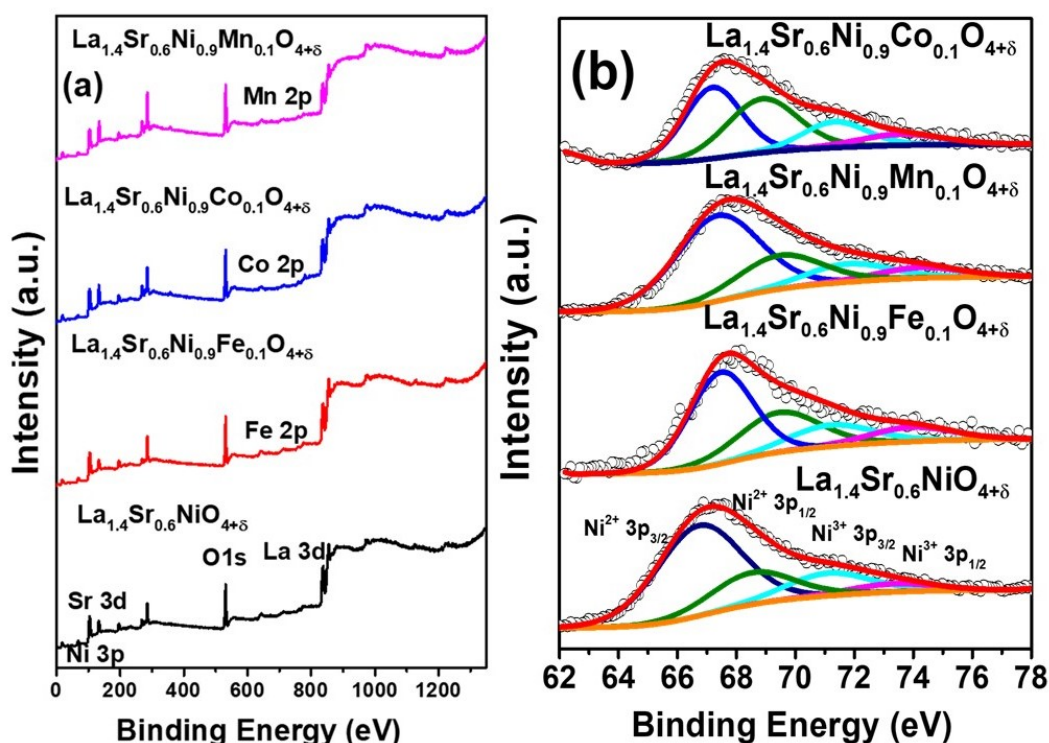 Intensity (a.u.)
(a)
La₁.₄Sr₀.₆Ni₀.₉Mn₀.₁O₄₊δ
Mn 2p
La₁.₄Sr₀.₆Ni₀.₉Co₀.₁O₄₊δ
Co 2p
La₁.₄Sr₀.₆Ni₀.₉Fe₀.₁O₄₊δ
Fe 2p
La₁.₄Sr₀.₆NiO₄₊δ
O1s
La 3d
Sr 3d
Ni 3p
0 200 400 600 800 1000 1200
Binding Energy (eV)
Intensity (a.u.)
(b)
La₁.₄Sr₀.₆Ni₀.₉Co₀.₁O₄₊δ
La₁.₄Sr₀.₆Ni₀.₉Mn₀.₁O₄₊δ
La₁.₄Sr₀.₆Ni₀.₉Fe₀.₁O₄₊δ
La₁.₄Sr₀.₆NiO₄₊δ
Ni²⁺ 3p₃/₂
Ni²⁺ 3p₁/₂
Ni³⁺ 3p₃/₂
Ni³⁺ 3p₁/₂
62 64 66 68 70 72 74 76 78
Binding Energy (eV)